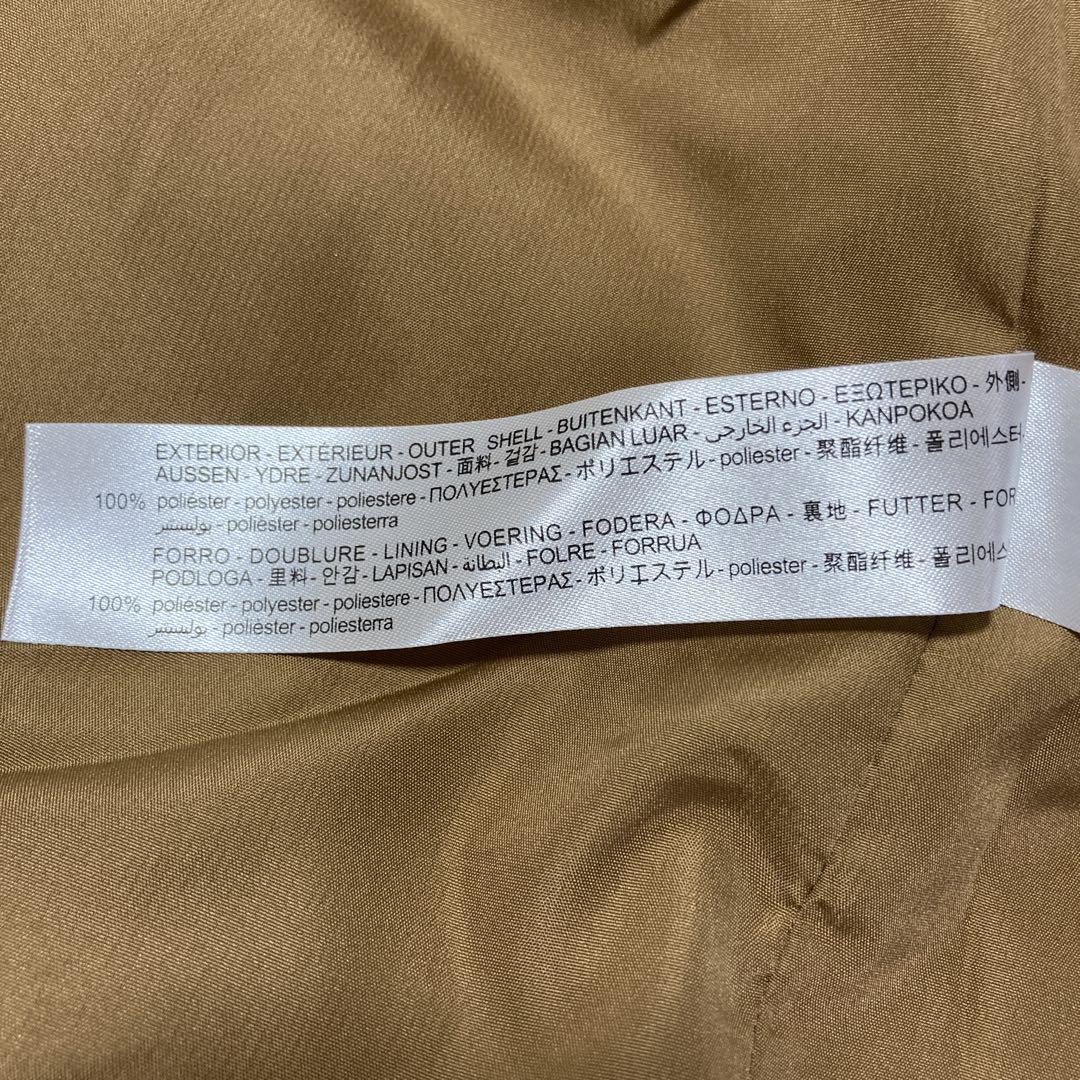 EXTERIOR - EXTÉRIEUR - OUTER SHELL - BUITENKANT - ESTERNO - ΕΞΩΤΕΡΙΚΟ - 外側 -
AUSSEN - YDRE - ZUNANJOST - 面料 - 겉감 - BAGIAN LUAR - الجزء الخارجي - KANPOKOA
100% poliéster - polyester - poliestere - ΠΟΛΥΕΣΤΕΡΑΣ - ポリエステル - poliester - 聚酯纤维 - 폴리에스터
بوليستر - polièster - poliesterra
FORRO - DOUBLURE - LINING - VOERING - FODERA - ΦΟΔΡΑ - 裏地 - FUTTER - FOR
PODLOGA - 里料 - 안감 - LAPISAN - البطانة - FOLRE - FORRUA
100% poliéster - polyester - poliestere - ΠΟΛΥΕΣΤΕΡΑΣ - ポリエステル - poliester - 聚酯纤维 - 폴리에스
بوليستر - polièster - poliesterra